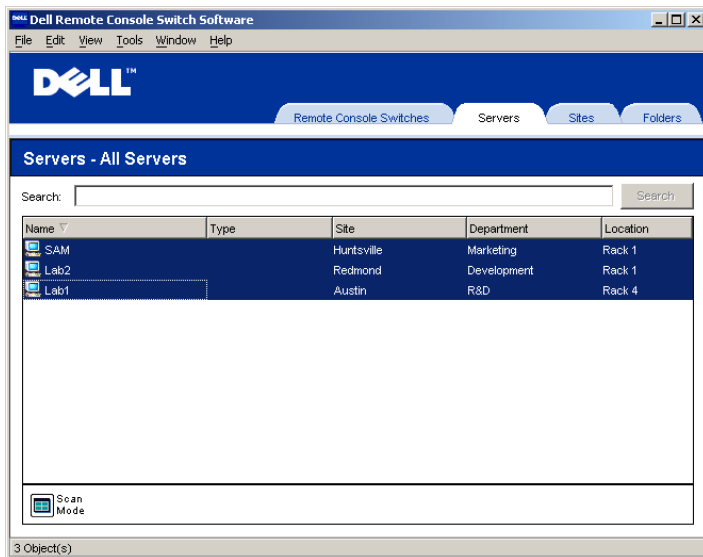 Dell Remote Console Switch Software
File Edit View Tools Window Help
DELL™
Remote Console Switches Servers Sites Folders
Servers - All Servers
Search: Search
Name Type Site Department Location
SAM Huntsville Marketing Rack 1
Lab2 Redmond Development Rack 1
Lab1 Austin R&D Rack 4
Scan
Mode
3 Object(s)